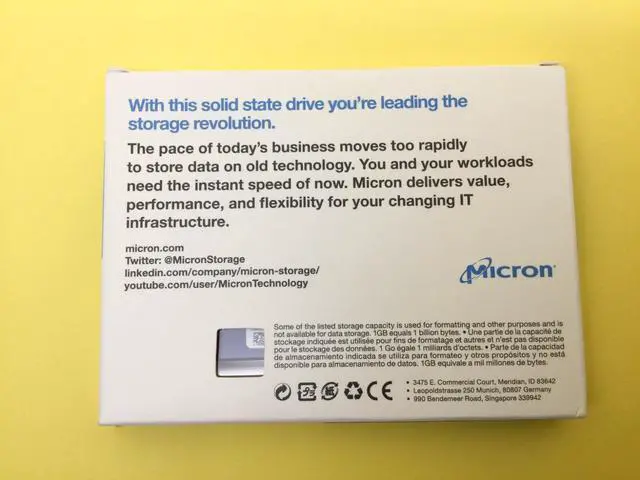 With this solid state drive you're leading the
storage revolution.
The pace of today's business moves too rapidly
to store data on old technology. You and your workloads
need the instant speed of now. Micron delivers value,
performance, and flexibility for your changing IT
infrastructure.
micron.com
Twitter: @MicronStorage
linkedin.com/company/micron-storage/
youtube.com/user/MicronTechnology
Micron
Some of the listed storage capacity is used for formatting and other purposes and is
not available for data storage. 1GB equals 1 billion bytes. • Une partie de la capacité de
stockage indiquée est utilisée pour fins de formatage et autres et n'est pas disponible
pour le stockage des données. 1 Go égale 1 milliards d'octets. • Parte de la capacidad
de almacenamiento indicada se utiliza para formateo y otros propósitos y no está
disponible para almacenamiento de datos. 1GB equivale a mil millones de bytes.
CE
• 3475 E. Commercial Court, Meridian, ID 83642
• Leopoldstrasse 250 Munich, 80807 Germany
• 990 Bendemeer Road, Singapore 339942